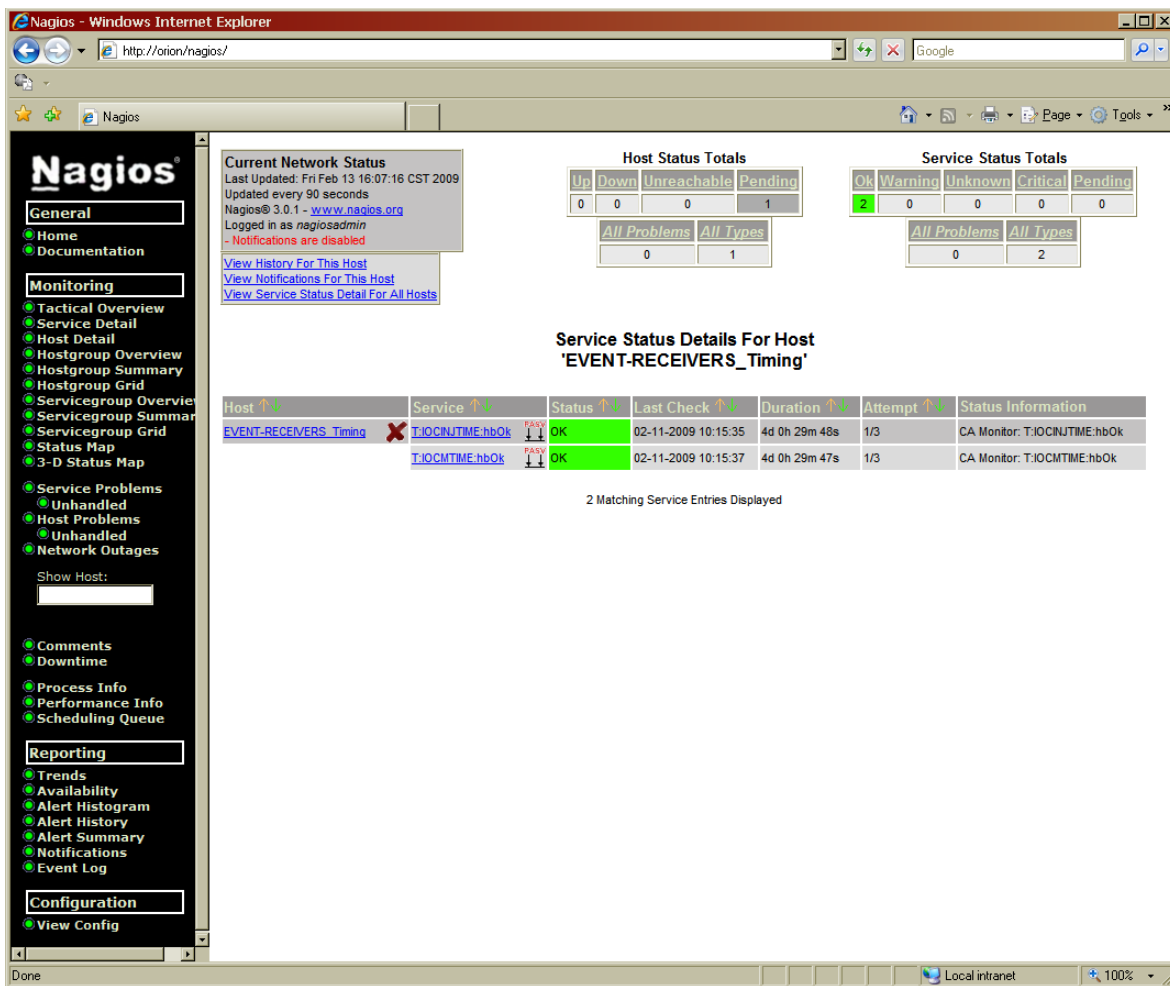 Nagios - Windows Internet Explorer
http://orion/nagios/
Google
Nagios
Page
Tools
»
Nagios®
General
Home
Documentation
Monitoring
Tactical Overview
Service Detail
Host Detail
Hostgroup Overview
Hostgroup Summary
Hostgroup Grid
Servicegroup Overvie
Servicegroup Summar
Servicegroup Grid
Status Map
3-D Status Map
Service Problems
Unhandled
Host Problems
Unhandled
Network Outages
Show Host:
Comments
Downtime
Process Info
Performance Info
Scheduling Queue
Reporting
Trends
Availability
Alert Histogram
Alert History
Alert Summary
Notifications
Event Log
Configuration
View Config
Current Network Status
Last Updated: Fri Feb 13 16:07:16 CST 2009
Updated every 90 seconds
Nagios® 3.0.1 - www.nagios.org
Logged in as nagiosadmin
- Notifications are disabled
View History For This Host
View Notifications For This Host
View Service Status Detail For All Hosts
Host Status Totals
Up Down Unreachable Pending
0 0 0 1
All Problems All Types
0 1
Service Status Totals
Ok Warning Unknown Critical Pending
2 0 0 0 0
All Problems All Types
0 2
Service Status Details For Host
'EVENT-RECEIVERS_Timing'
Host Service Status Last Check Duration Attempt Status Information
EVENT-RECEIVERS_Timing T:IOCINJTIME:hbOk PASV OK 02-11-2009 10:15:35 4d 0h 29m 48s 1/3 CA Monitor: T:IOCINJTIME:hbOk
T:IOCMTIME:hbOk PASV OK 02-11-2009 10:15:37 4d 0h 29m 47s 1/3 CA Monitor: T:IOCMTIME:hbOk
2 Matching Service Entries Displayed
Done
Local intranet
100%